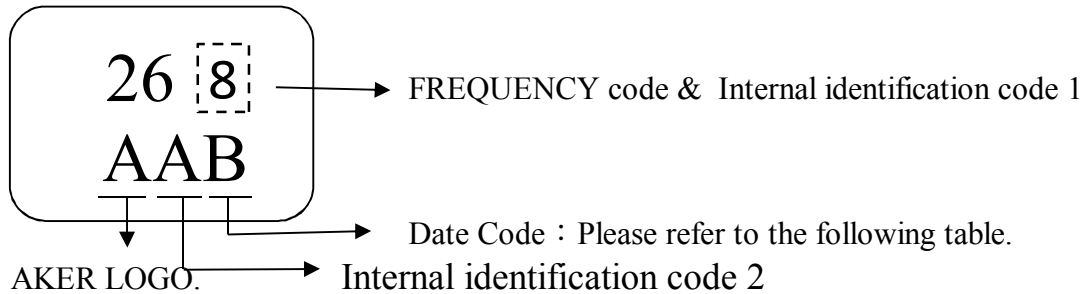 26 8 FREQUENCY code & Internal identification code 1
AAB
Date Code：Please refer to the following table.
AKER LOGO. Internal identification code 2